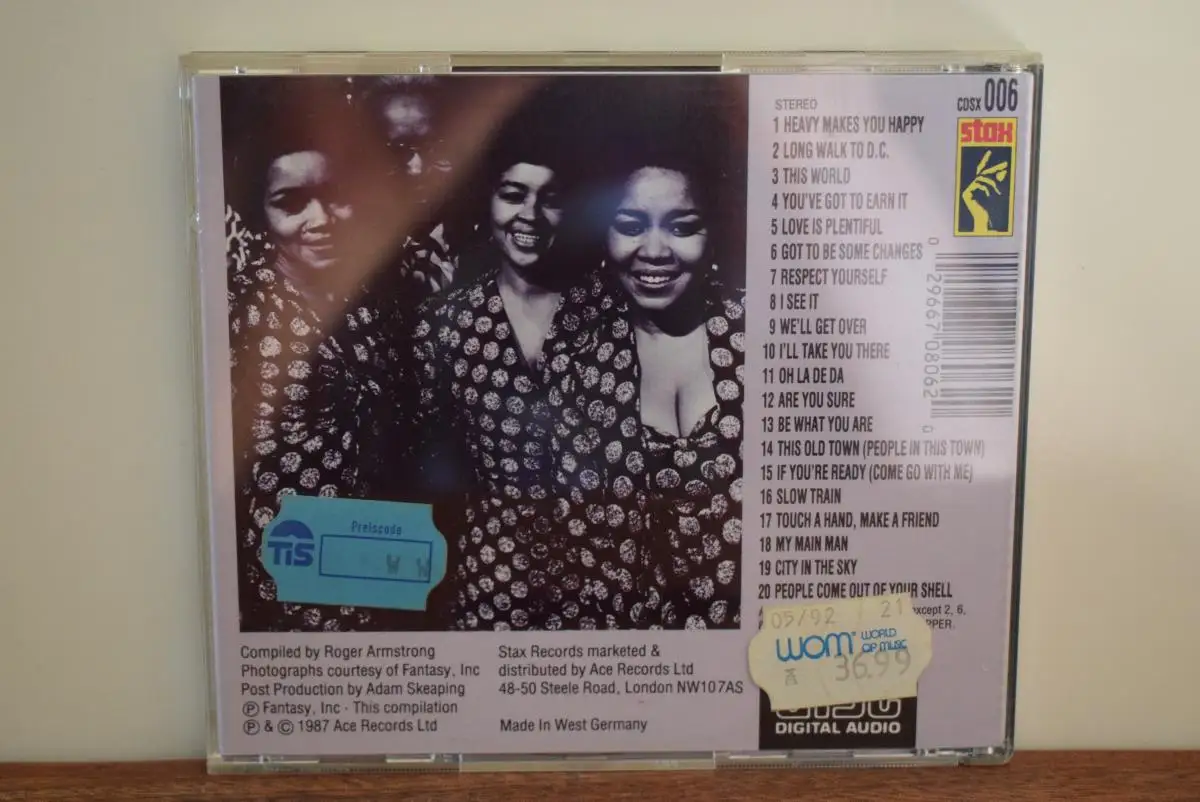 CDSX 006
STEREO
stax
1 HEAVY MAKES YOU HAPPY
2 LONG WALK TO D.C.
3 THIS WORLD
4 YOU'VE GOT TO EARN IT
5 LOVE IS PLENTIFUL
6 GOT TO BE SOME CHANGES
7 RESPECT YOURSELF
8 I SEE IT
9 WE'LL GET OVER
10 I'LL TAKE YOU THERE
11 OH LA DE DA
12 ARE YOU SURE
13 BE WHAT YOU ARE
14 THIS OLD TOWN (PEOPLE IN THIS TOWN)
15 IF YOU'RE READY (COME GO WITH ME)
16 SLOW TRAIN
17 TOUCH A HAND, MAKE A FRIEND
18 MY MAIN MAN
19 CITY IN THE SKY
20 PEOPLE COME OUT OF YOUR SHELL
except 2, 6,
PPER.
0 29667 08062 0
Preiscode
TIS
W W
05/92 21
WOM WORLD
OF MUSIC
36.99
DIGITAL AUDIO
Compiled by Roger Armstrong
Photographs courtesy of Fantasy, Inc
Post Production by Adam Skeaping
Ⓟ Fantasy, Inc · This compilation
Ⓟ & © 1987 Ace Records Ltd
Stax Records marketed &
distributed by Ace Records Ltd
48-50 Steele Road, London NW107AS
Made In West Germany